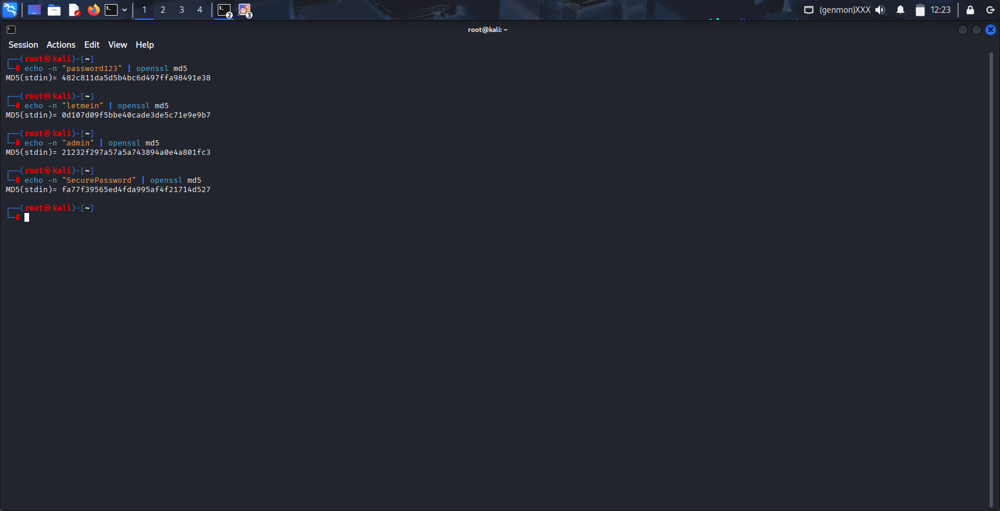 1 2 3 4 2 3 (genmon)XXX 12:23
root@kali: ~
Session Actions Edit View Help
┌──(root㉿kali)-[~]
└─# echo -n "password123" | openssl md5
MD5(stdin)= 482c811da5d5b4bc6d497ffa98491e38
┌──(root㉿kali)-[~]
└─# echo -n "letmein" | openssl md5
MD5(stdin)= 0d107d09f5bbe40cade3de5c71e9e9b7
┌──(root㉿kali)-[~]
└─# echo -n "admin" | openssl md5
MD5(stdin)= 21232f297a57a5a743894a0e4a801fc3
┌──(root㉿kali)-[~]
└─# echo -n "SecurePassword" | openssl md5
MD5(stdin)= fa77f39565ed4fda995af4f21714d527
┌──(root㉿kali)-[~]
└─#